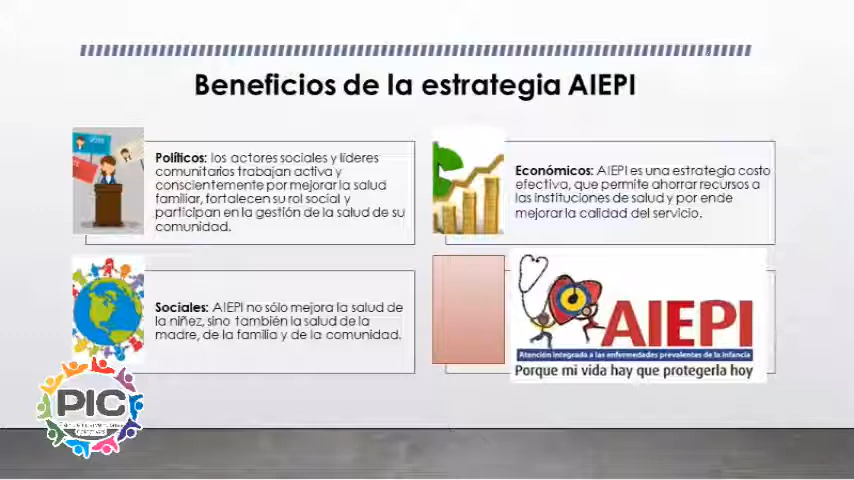 Beneficios de la estrategia AIEPI
VOTE
Políticos: los actores sociales y líderes
comunitarios trabajan activa y
conscientemente por mejorar la salud
familiar, fortalecen su rol social y
participan en la gestión de la salud de su
comunidad.
Económicos: AIEPI es una estrategia costo
efectiva, que permite ahorrar recursos a
las instituciones de salud y por ende
mejorar la calidad del servicio.
Sociales: AIEPI no sólo mejora la salud de
la niñez, sino también la salud de la
madre, de la familia y de la comunidad.
AIEPI
Atención integrada a las enfermedades prevalentes de la infancia
Porque mi vida hay que protegerla hoy
PIC